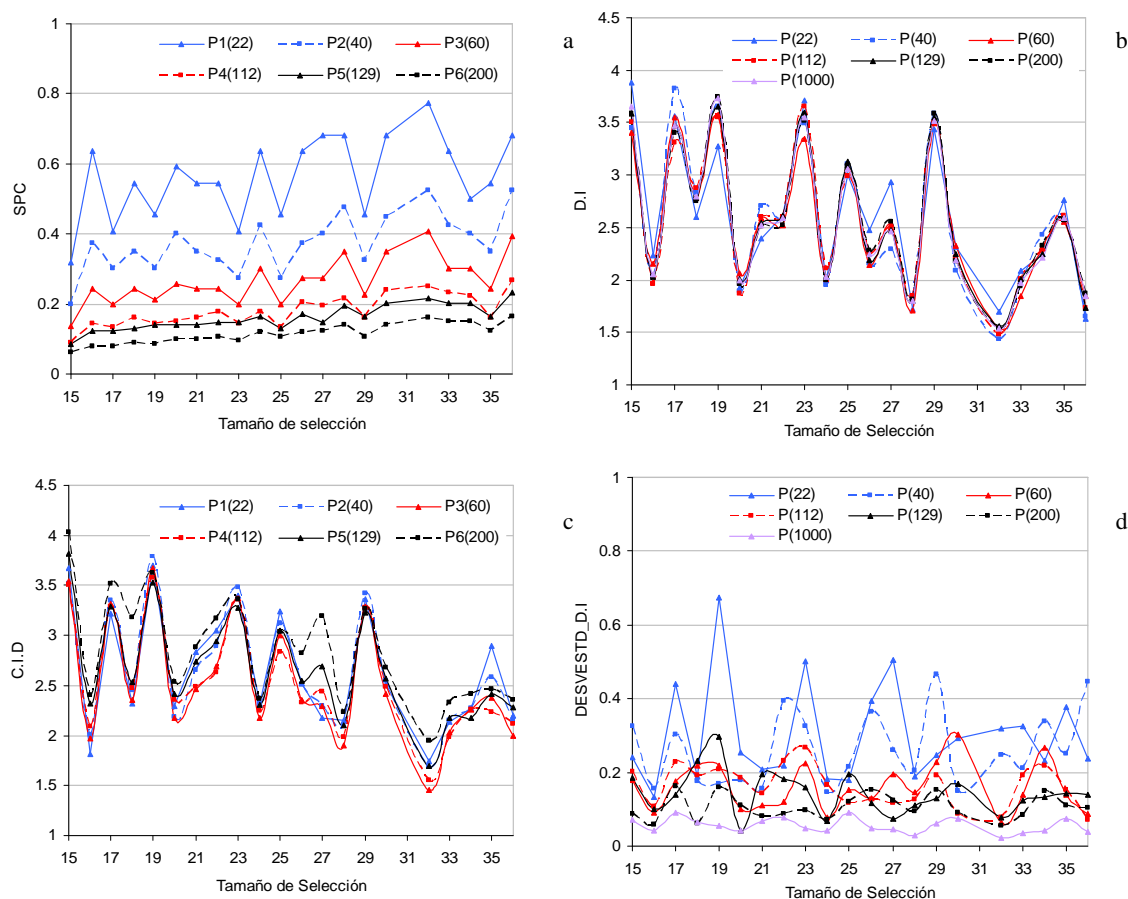 P1(22) P2(40) P3(60)
P4(112) P5(129) P6(200)
a
1
0.8
0.6
0.4
0.2
0
SPC
15 17 19 21 23 25 27 29 31 33 35
Tamaño de selección
P(22) P(40) P(60)
P(112) P(129) P(200)
P(1000)
b
4.5
4
3.5
3
2.5
2
1.5
1
D.I
15 17 19 21 23 25 27 29 31 33 35
Tamaño de Selección
P1(22) P2(40) P3(60)
P4(112) P5(129) P6(200)
c
4.5
4
3.5
3
2.5
2
1.5
1
C.I.D
15 17 19 21 23 25 27 29 31 33 35
Tamaño de Selección
P(22) P(40) P(60)
P(112) P(129) P(200)
P(1000)
d
1
0.8
0.6
0.4
0.2
0
DESVESTD_D.I
15 17 19 21 23 25 27 29 31 33 35
Tamaño de Selección